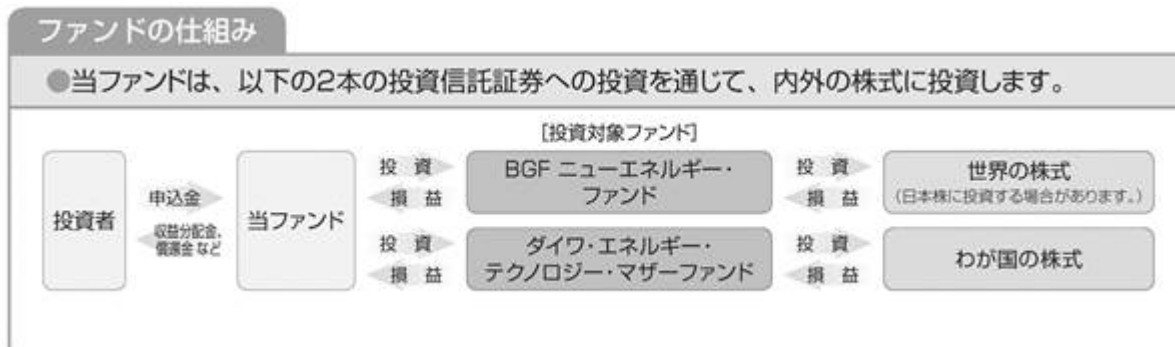 ファンドの仕組み
●当ファンドは、以下の2本の投資信託証券への投資を通じて、内外の株式に投資します。
[投資対象ファンド]
投資者
申込金
収益分配金、
償還金 など
当ファンド
投 資
損 益
BGF ニューエネルギー・
ファンド
投 資
損 益
世界の株式
(日本株に投資する場合があります。)
投 資
損 益
ダイワ・エネルギー・
テクノロジー・マザーファンド
投 資
損 益
わが国の株式